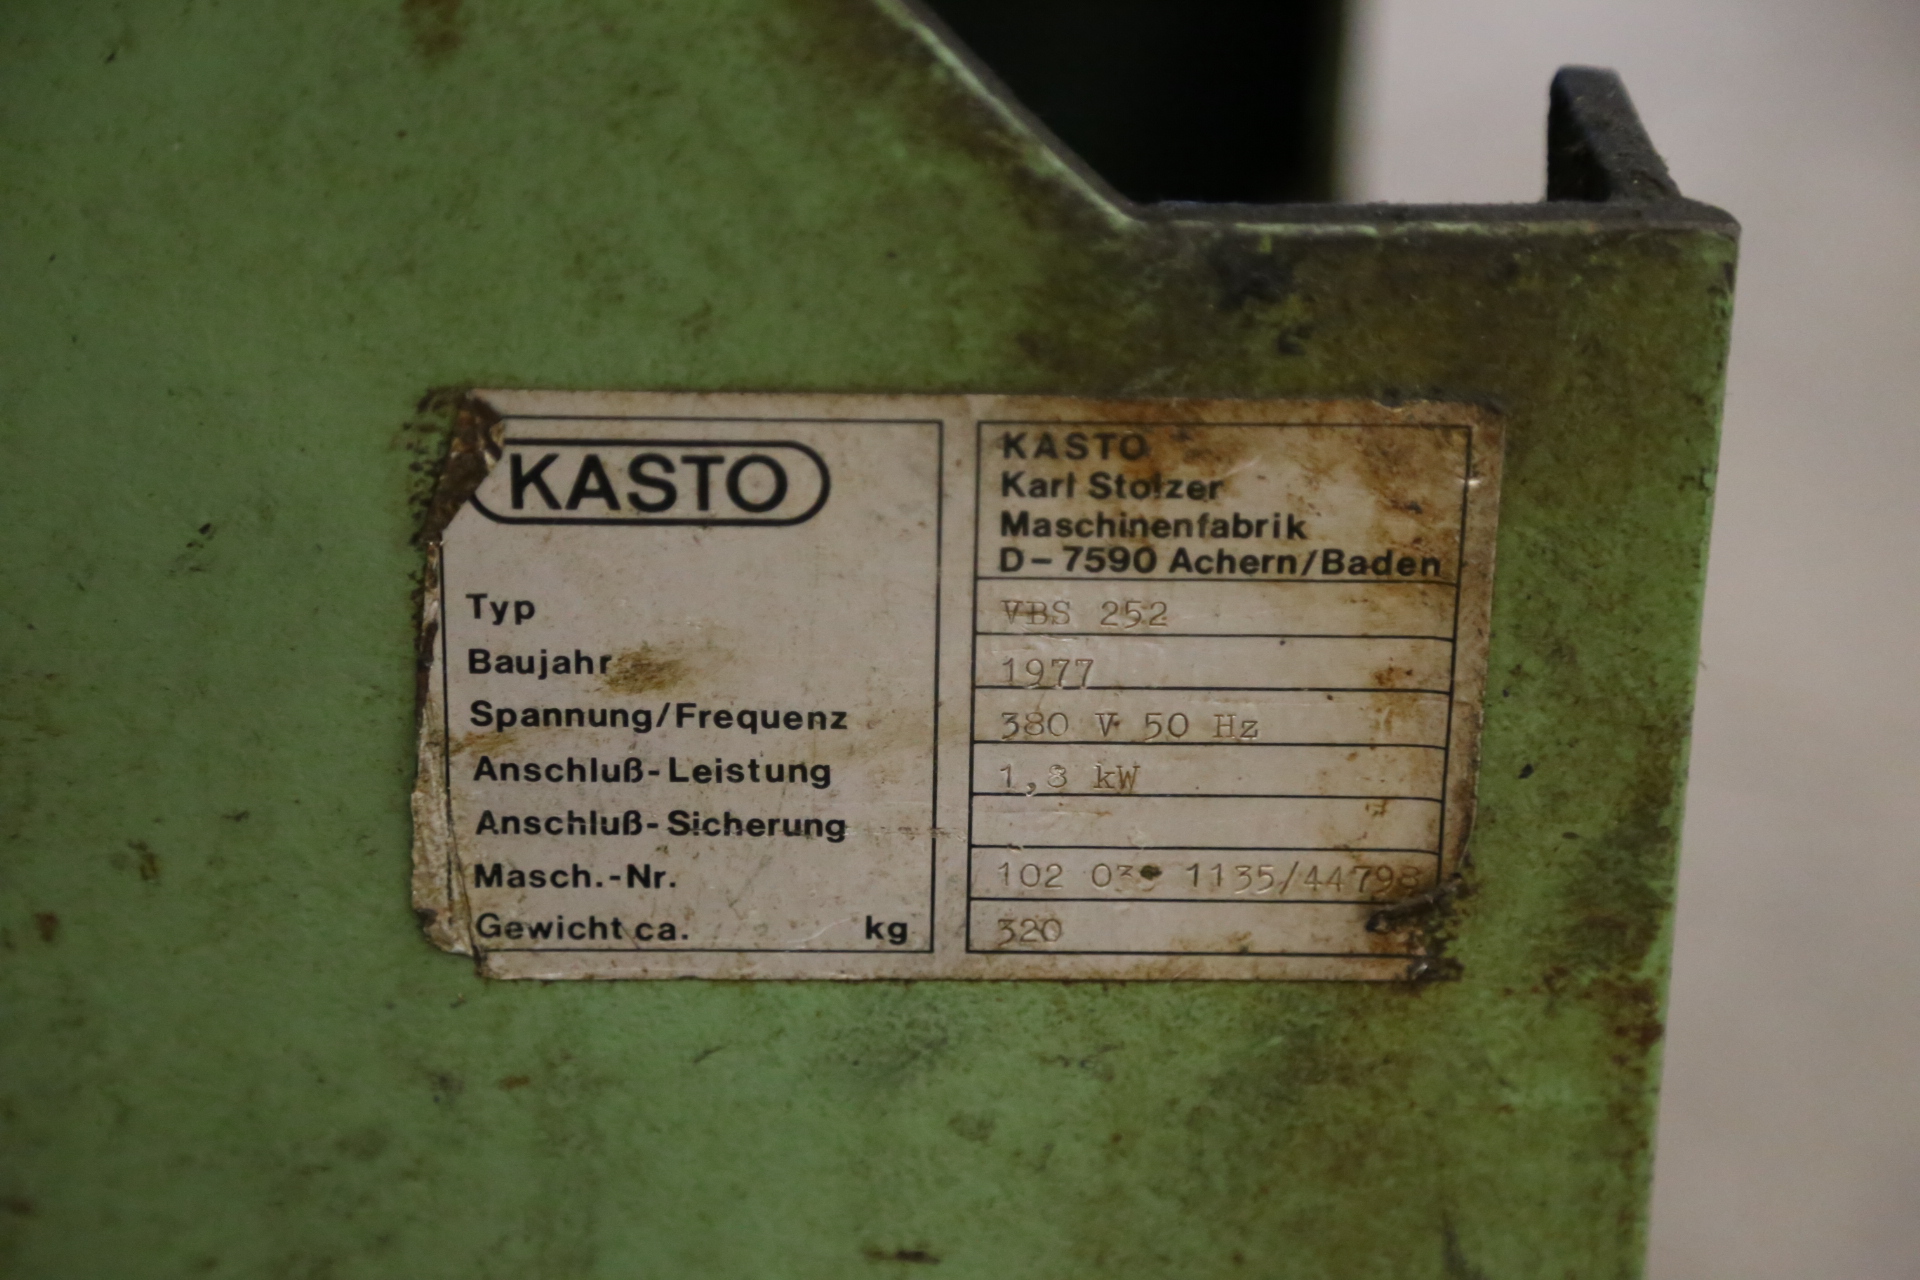 KASTO
KASTO
Karl Stolzer
Maschinenfabrik
D-7590 Achern/Baden
Typ VBS 252
Baujahr 1977
Spannung/Frequenz 380 V 50 Hz
Anschluß-Leistung 1,8 kW
Anschluß-Sicherung
Masch.-Nr. 102 1135/44798
Gewicht ca. kg 320